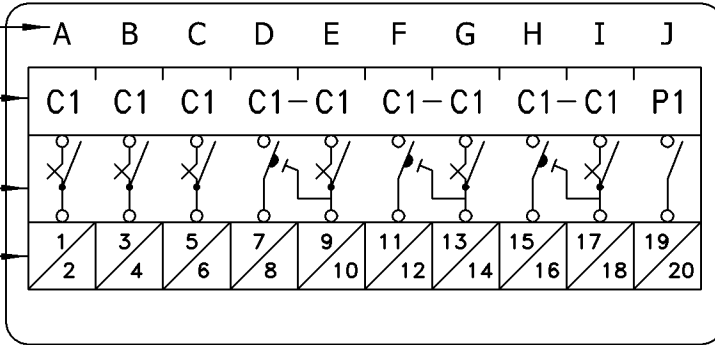 A B C D E F G H I J
C1 C1 C1 C1-C1 C1-C1 C1-C1 P1
1 3 5 7 9 11 13 15 17 19
2 4 6 8 10 12 14 16 18 20